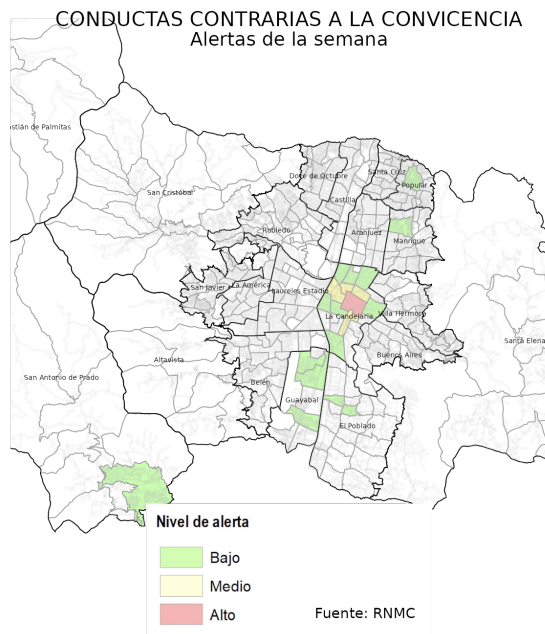 CONDUCTAS CONTRARIAS A LA CONVICENCIA
Alertas de la semana
stián de Palmitas
Doce de Octubre
Santa Cruz
Popular
San Cristóbal
Castilla
Robledo
Aranjuez
Manrique
San Javier
La América
Laureles Estadio
La Candelaria
Villa Hermosa
Santa Elena
Buenos Aires
Altavista
San Antonio de Prado
Belén
Guayabal
El Poblado
Nivel de alerta
Bajo
Medio
Alto
Fuente: RNMC